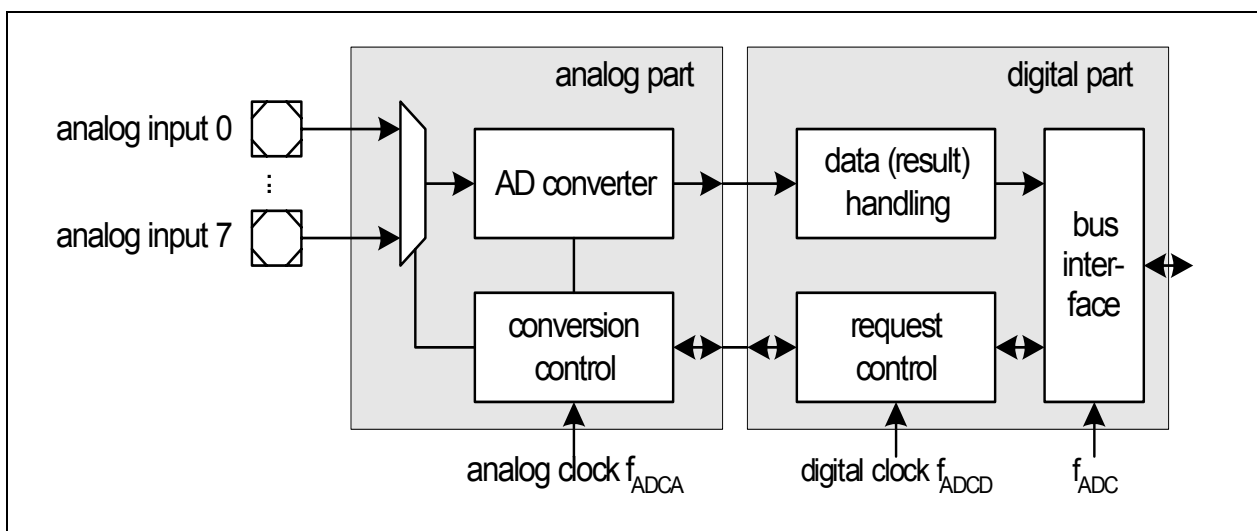 analog part
digital part
analog input 0
...
analog input 7
AD converter
data (result)
handling
bus
inter-
face
conversion
control
request
control
analog clock fADCA
digital clock fADCD
fADC